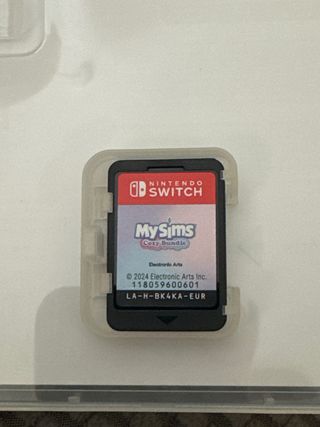 NINTENDO
SWITCH
MySims
Cozy Bundle
Electronic Arts
© 2024 Electronic Arts Inc.
118059600601
LA-H-BK4KA-EUR